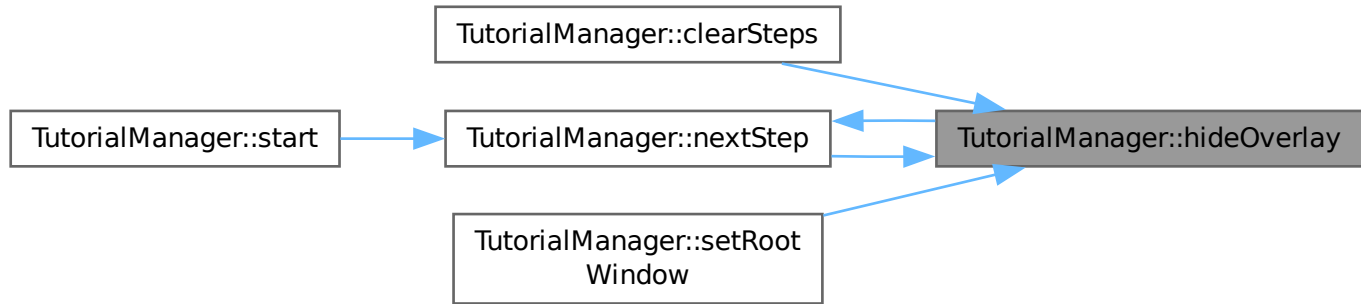 TutorialManager::clearSteps
TutorialManager::start
TutorialManager::nextStep
TutorialManager::hideOverlay
TutorialManager::setRoot
Window